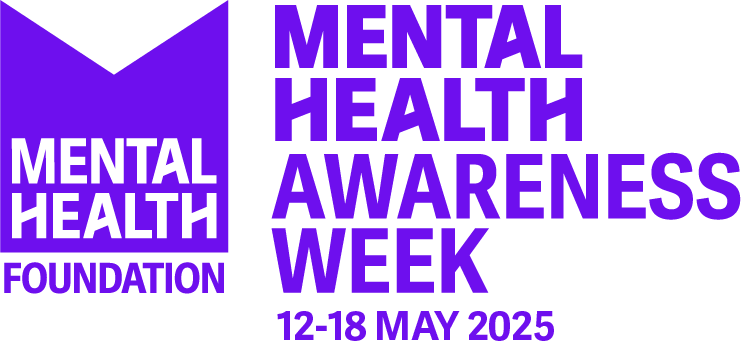 MENTAL
HEALTH
FOUNDATION
MENTAL
HEALTH
AWARENESS
WEEK
12-18 MAY 2025